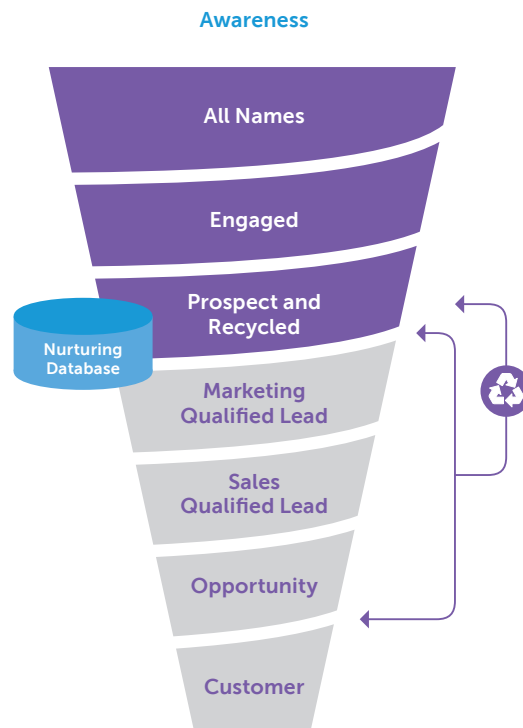 Awareness
All Names
Engaged
Prospect and
Recycled
Nurturing
Database
Marketing
Qualified Lead
Sales
Qualified Lead
Opportunity
Customer